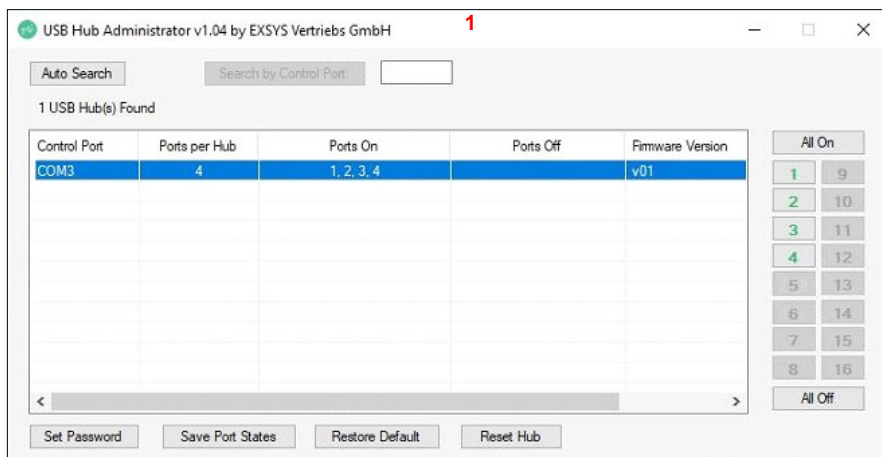 USB Hub Administrator v1.04 by EXSYS Vertriebs GmbH 1
Auto Search Search by Control Port:
1 USB Hub(s) Found
Control Port Ports per Hub Ports On Ports Off Firmware Version All On
COM3 4 1, 2, 3, 4 v01
1 9
2 10
3 11
4 12
5 13
6 14
7 15
8 16
All Off
Set Password Save Port States Restore Default Reset Hub